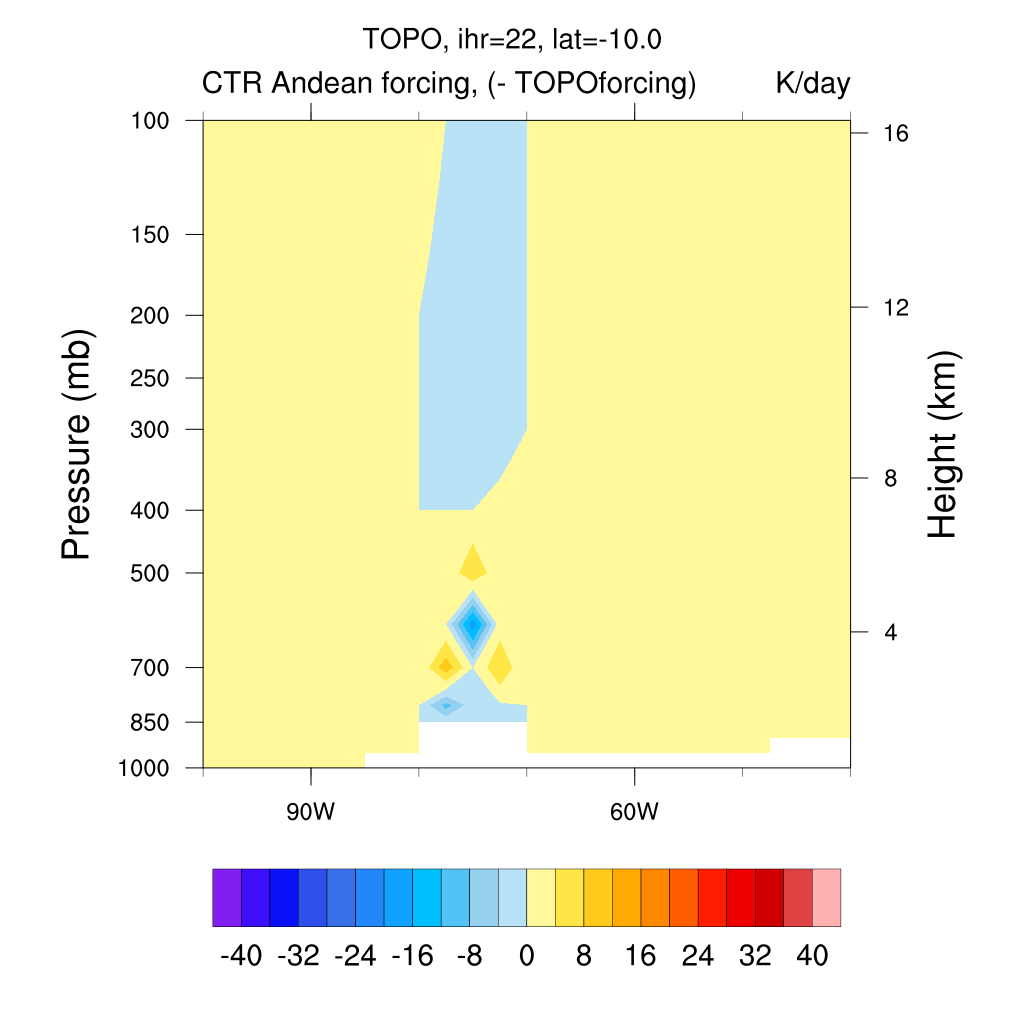 TOPO, ihr=22, lat=-10.0
CTR Andean forcing, (- TOPOforcing) K/day
100
150
200
250
300
400
500
700
850
1000
Pressure (mb)
16
12
8
4
Height (km)
90W 60W
-40 -32 -24 -16 -8 0 8 16 24 32 40